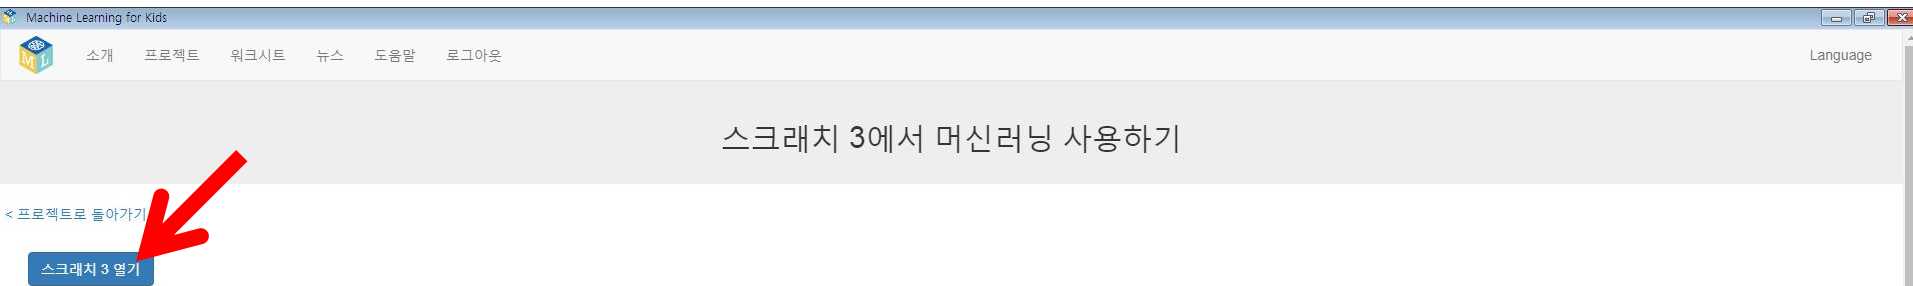 Machine Learning for Kids
ML 소개 프로젝트 워크시트 뉴스 도움말 로그아웃 Language
스크래치 3에서 머신러닝 사용하기
< 프로젝트로 돌아가기
스크래치 3 열기